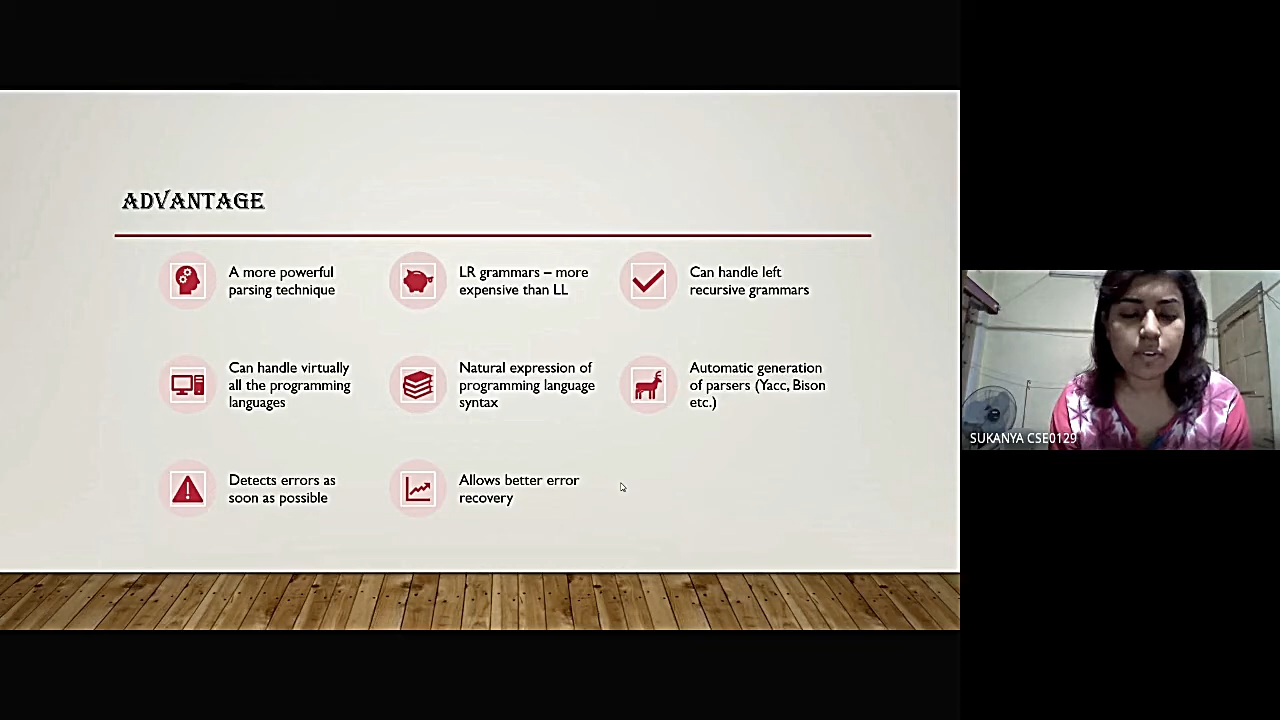 ADVANTAGE
A more powerful
parsing technique
LR grammars – more
expensive than LL
Can handle left
recursive grammars
Can handle virtually
all the programming
languages
Natural expression of
programming language
syntax
Automatic generation
of parsers (Yacc, Bison
etc.)
Detects errors as
soon as possible
Allows better error
recovery
SUKANYA CSE0129